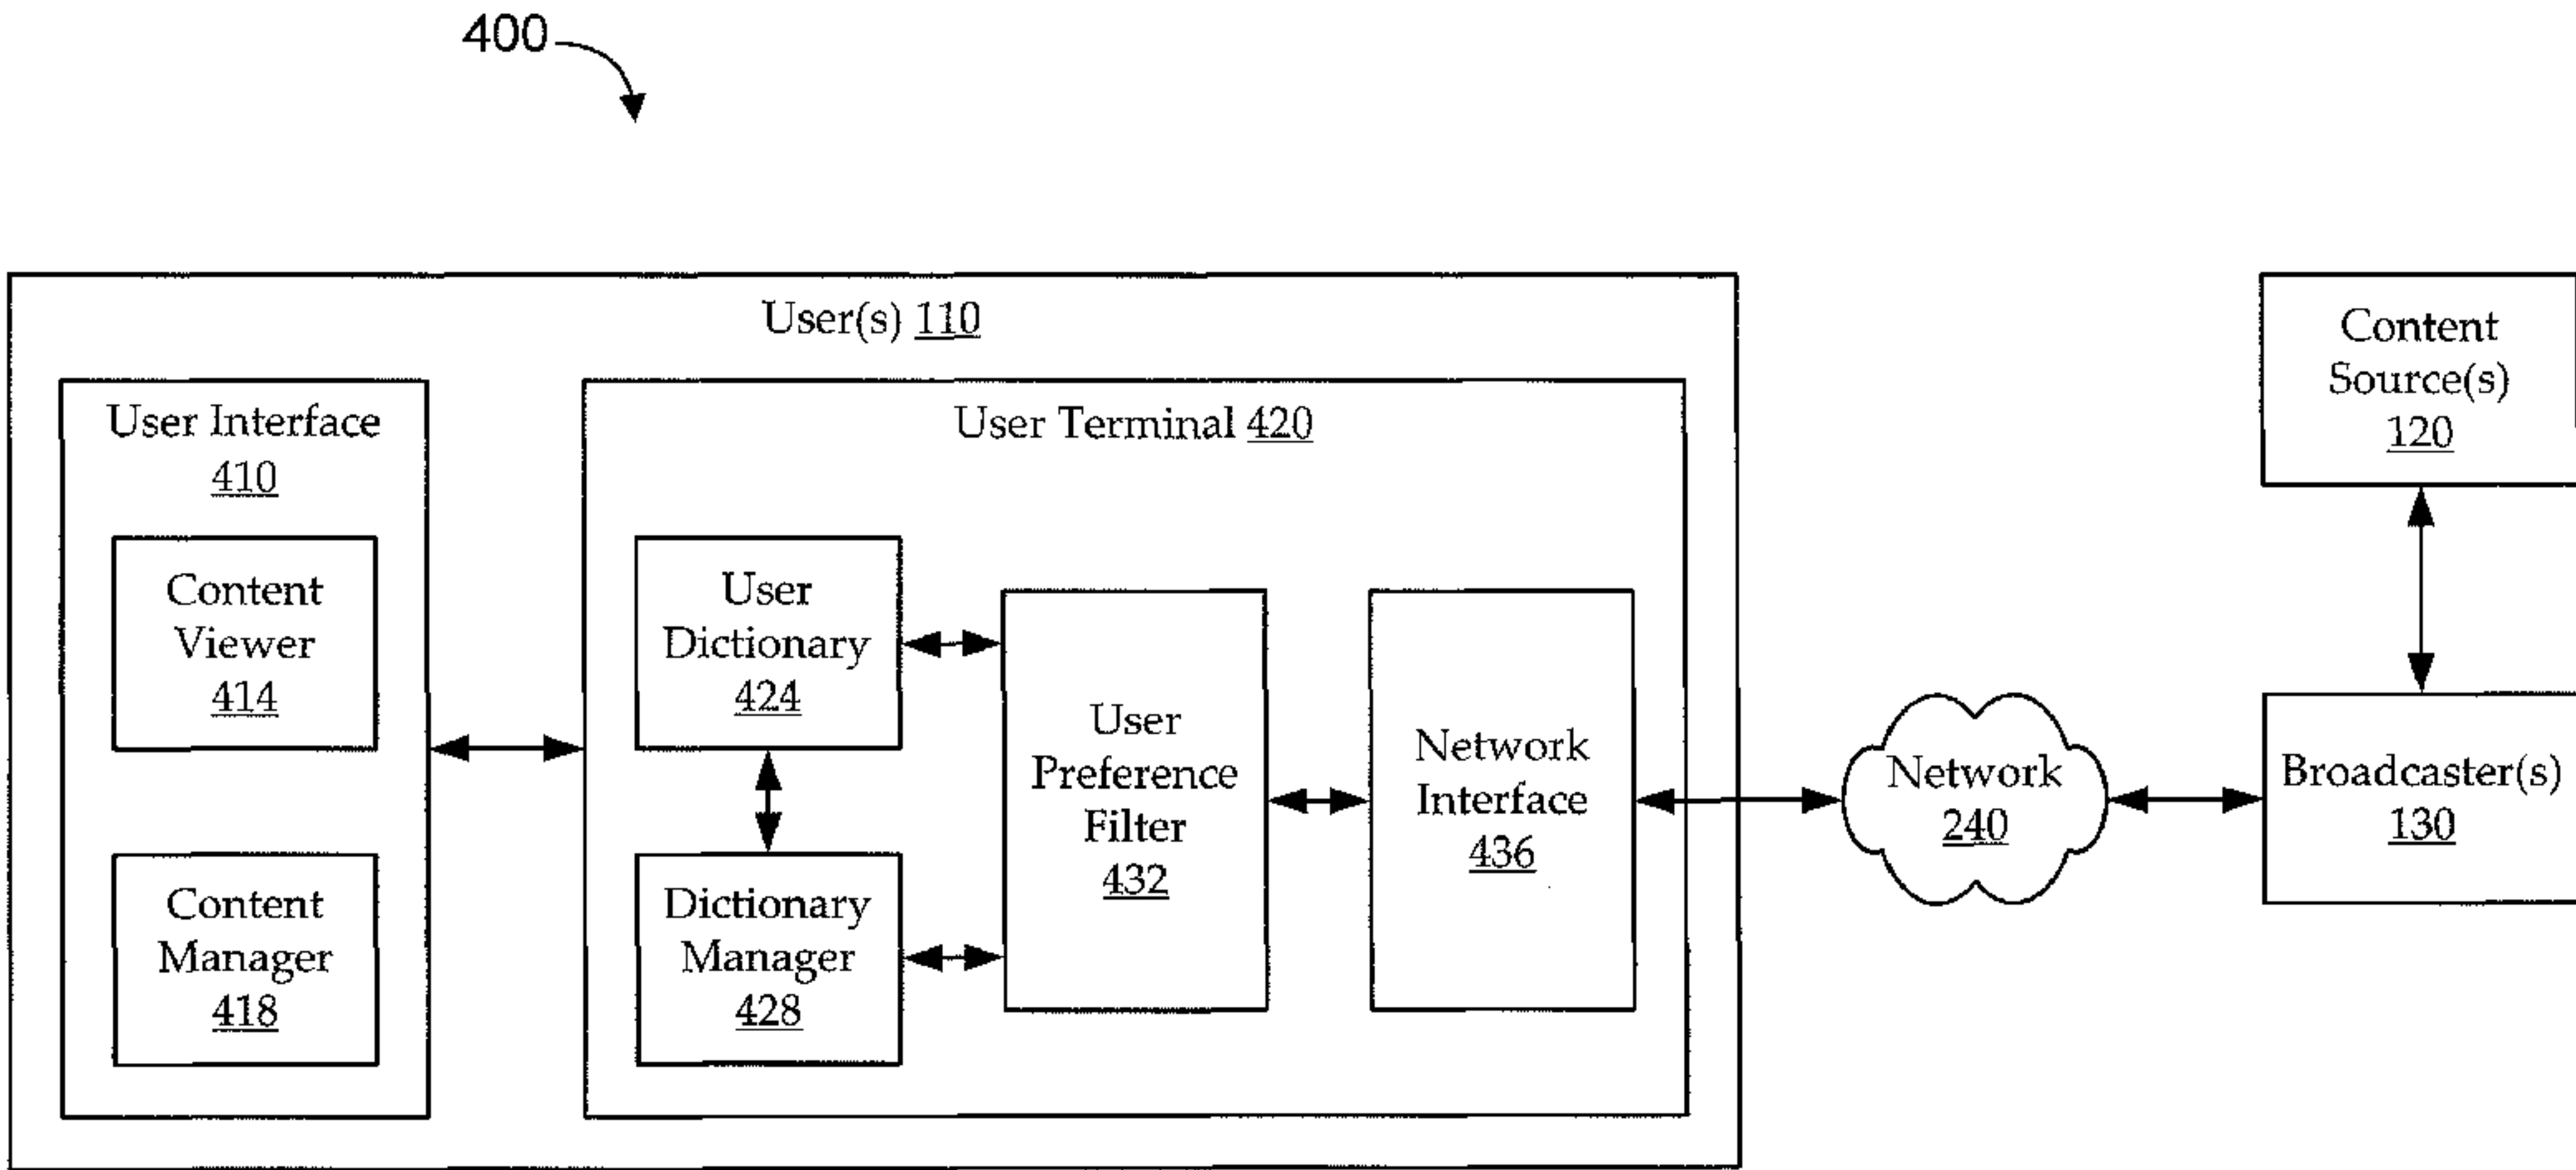 400
User(s) 110
User Interface
410
Content
Viewer
414
Content
Manager
418
User Terminal 420
User
Dictionary
424
Dictionary
Manager
428
User
Preference
Filter
432
Network
Interface
436
Network
240
Content
Source(s)
120
Broadcaster(s)
130